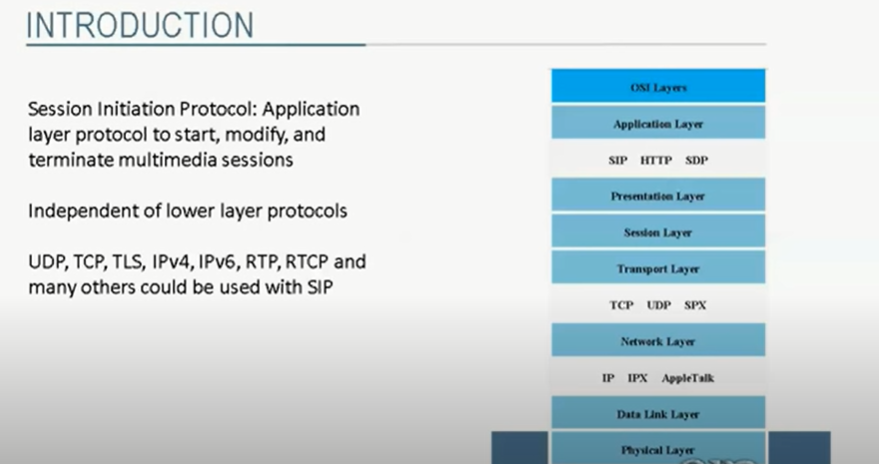 INTRODUCTION
Session Initiation Protocol: Application
layer protocol to start, modify, and
terminate multimedia sessions
Independent of lower layer protocols
UDP, TCP, TLS, IPv4, IPv6, RTP, RTCP and
many others could be used with SIP
OSI Layers
Application Layer
SIP HTTP SDP
Presentation Layer
Session Layer
Transport Layer
TCP UDP SPX
Network Layer
IP IPX AppleTalk
Data Link Layer
Physical Layer